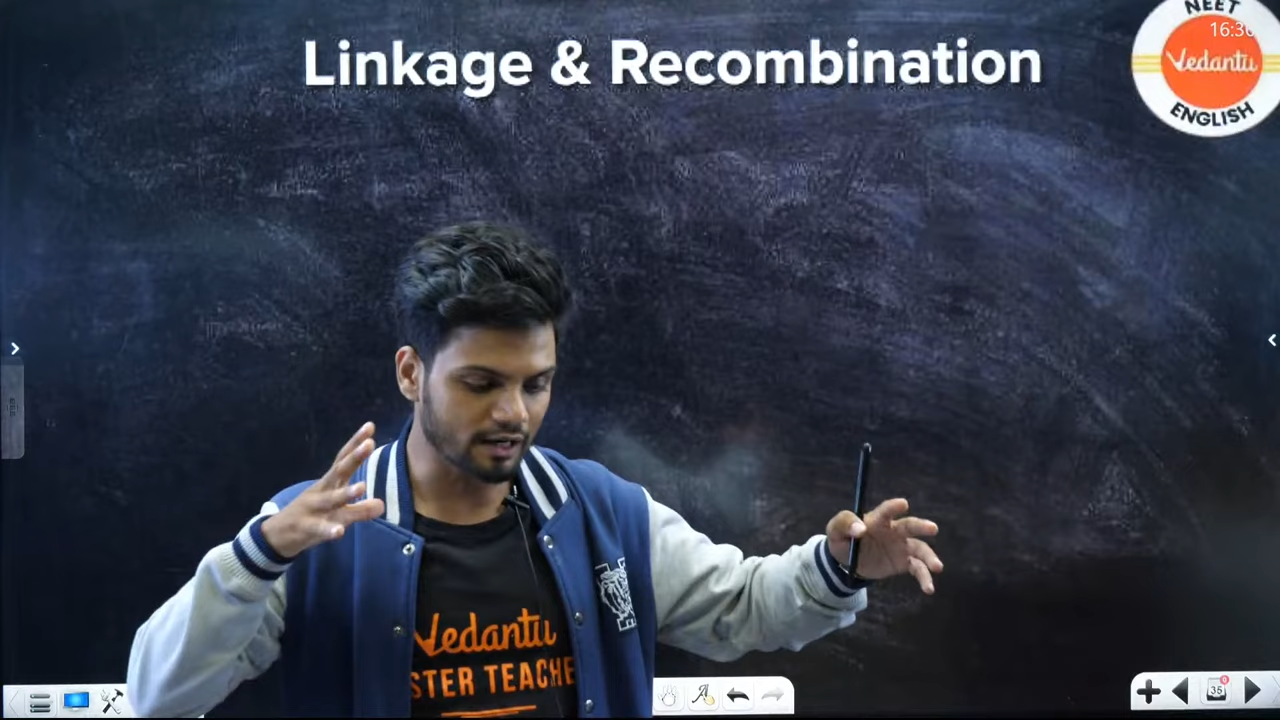 Linkage & Recombination
NEET
16:30
Vedantu
ENGLISH
Vedantu
STER TEACHE
35